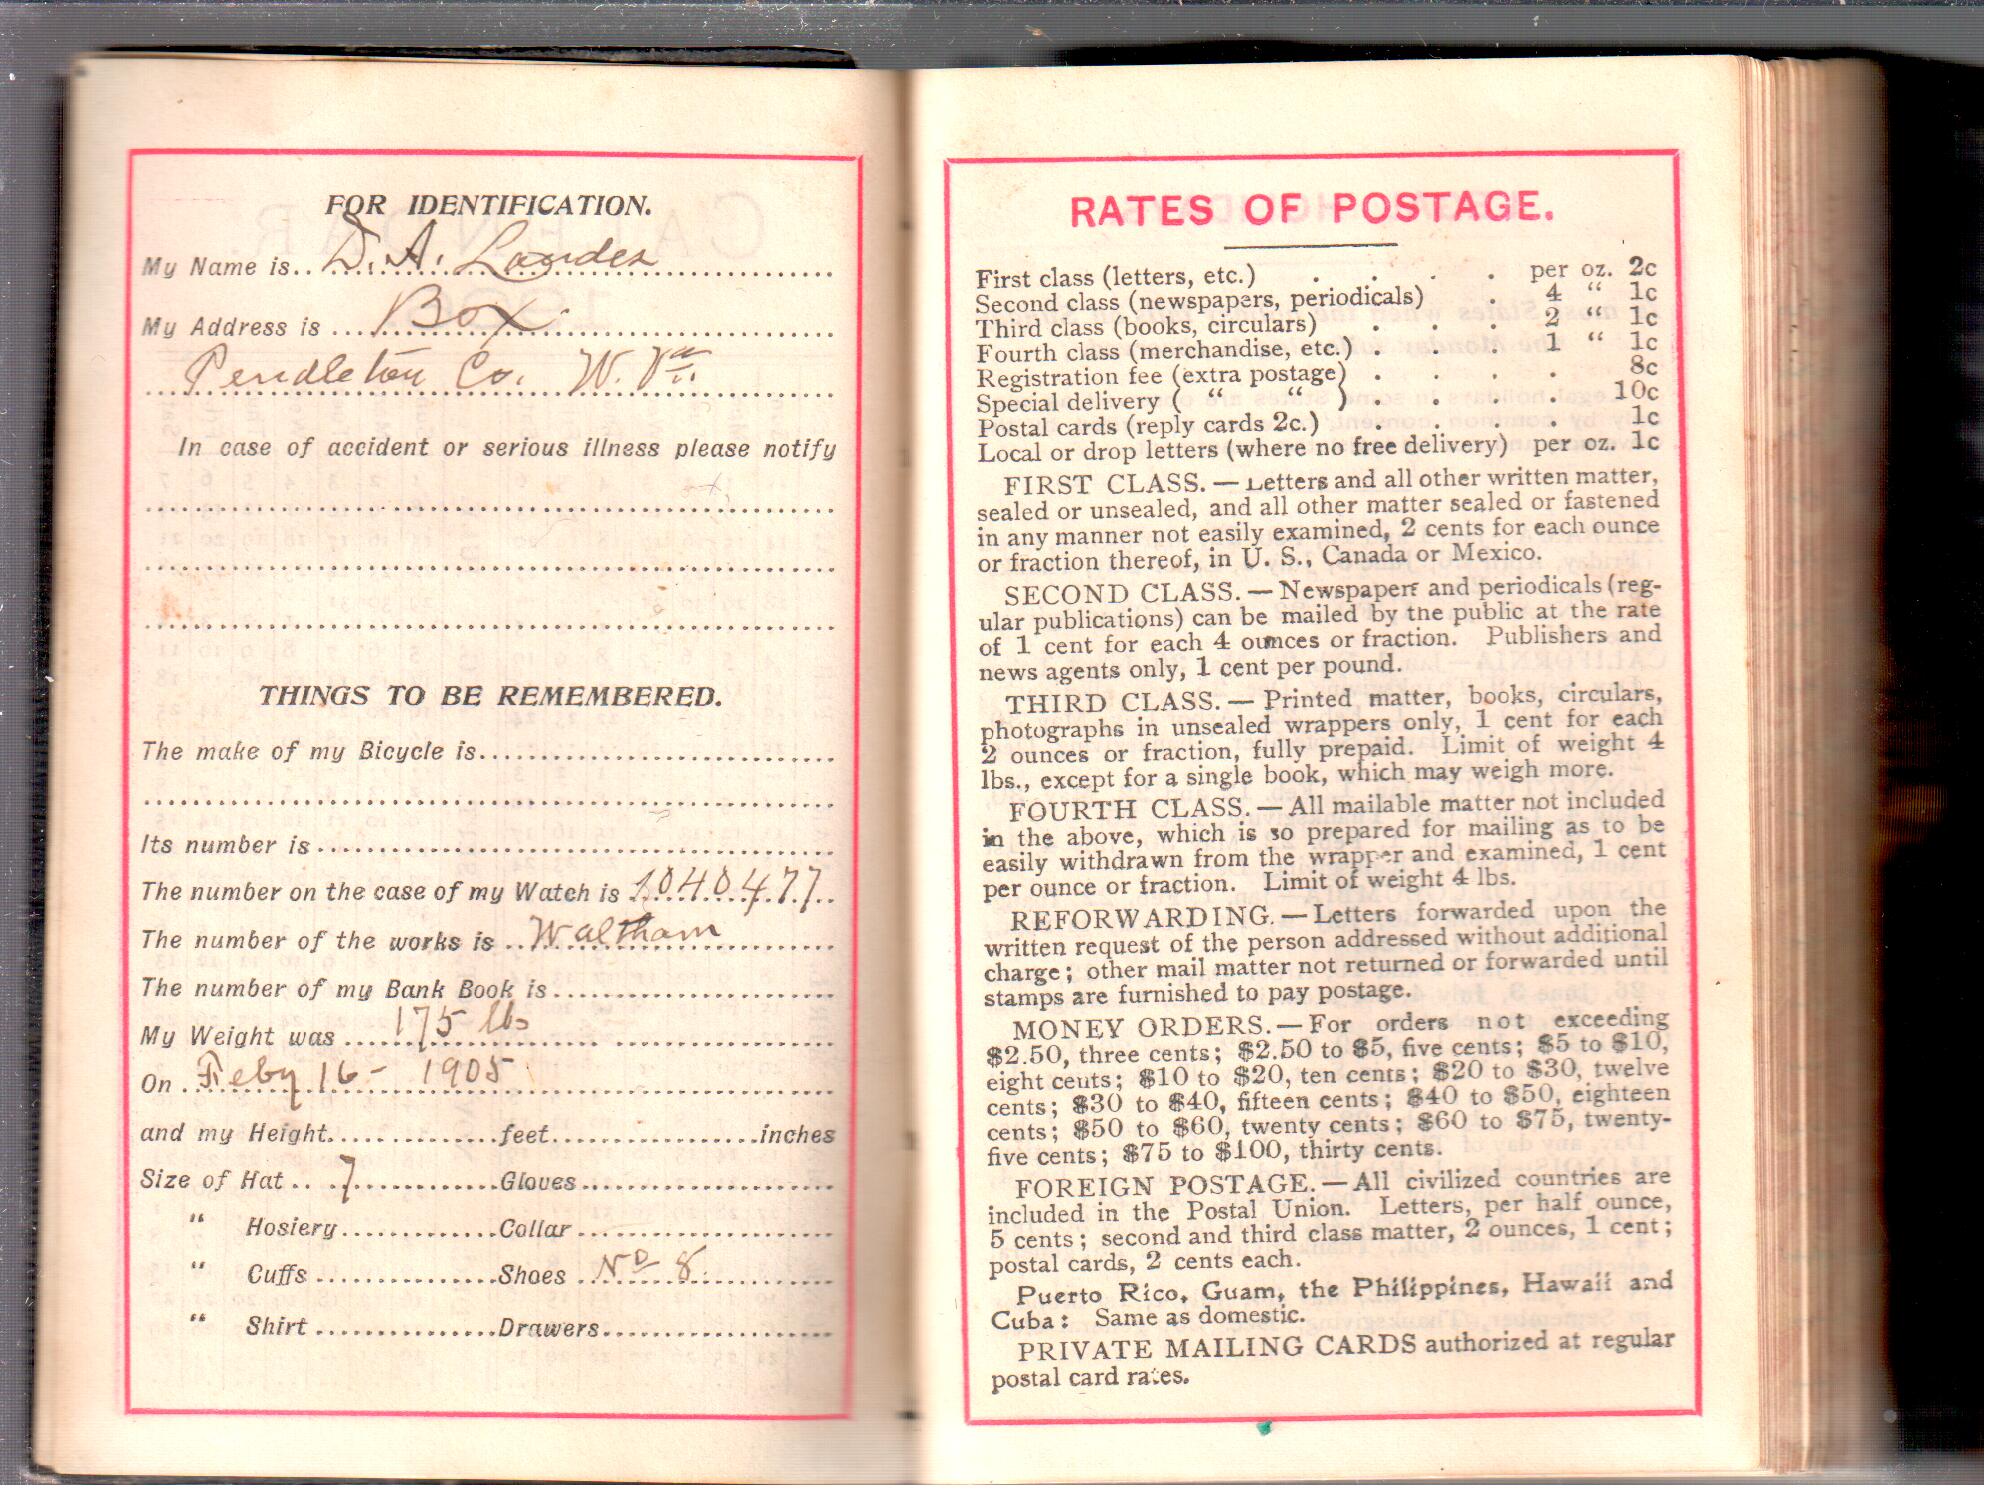 FOR IDENTIFICATION.
My Name is.. D. A. Landes
My Address is ... Box
Pendleton Co. W. Va
In case of accident or serious illness please notify
THINGS TO BE REMEMBERED.
The make of my Bicycle is
Its number is
The number on the case of my Watch is 1040477
The number of the works is .. Waltham
The number of my Bank Book is
My Weight was 175 lbs
On Feby 16 - 1905
and my Height feet inches
Size of Hat .. 7 Gloves
" Hosiery Collar
" Cuffs Shoes No 8
" Shirt Drawers
RATES OF POSTAGE.
First class (letters, etc.) . . . . per oz. 2c
Second class (newspapers, periodicals) . 4 " 1c
Third class (books, circulars) . . . 2 " 1c
Fourth class (merchandise, etc.) . . . 1 " 1c
Registration fee (extra postage) . . . . 8c
Special delivery ( " " ) . . . . 10c
Postal cards (reply cards 2c.) . . . . 1c
Local or drop letters (where no free delivery) per oz. 1c
FIRST CLASS. — Letters and all other written matter,
sealed or unsealed, and all other matter sealed or fastened
in any manner not easily examined, 2 cents for each ounce
or fraction thereof, in U. S., Canada or Mexico.
SECOND CLASS. — Newspapers and periodicals (reg-
ular publications) can be mailed by the public at the rate
of 1 cent for each 4 ounces or fraction. Publishers and
news agents only, 1 cent per pound.
THIRD CLASS. — Printed matter, books, circulars,
photographs in unsealed wrappers only, 1 cent for each
2 ounces or fraction, fully prepaid. Limit of weight 4
lbs., except for a single book, which may weigh more.
FOURTH CLASS. — All mailable matter not included
in the above, which is so prepared for mailing as to be
easily withdrawn from the wrapper and examined, 1 cent
per ounce or fraction. Limit of weight 4 lbs.
REFORWARDING. — Letters forwarded upon the
written request of the person addressed without additional
charge; other mail matter not returned or forwarded until
stamps are furnished to pay postage.
MONEY ORDERS. — For orders not exceeding
$2.50, three cents; $2.50 to $5, five cents; $5 to $10,
eight cents; $10 to $20, ten cents; $20 to $30, twelve
cents; $30 to $40, fifteen cents; $40 to $50, eighteen
cents; $50 to $60, twenty cents; $60 to $75, twenty-
five cents; $75 to $100, thirty cents.
FOREIGN POSTAGE. — All civilized countries are
included in the Postal Union. Letters, per half ounce,
5 cents; second and third class matter, 2 ounces, 1 cent;
postal cards, 2 cents each.
Puerto Rico, Guam, the Philippines, Hawaii and
Cuba: Same as domestic.
PRIVATE MAILING CARDS authorized at regular
postal card rates.